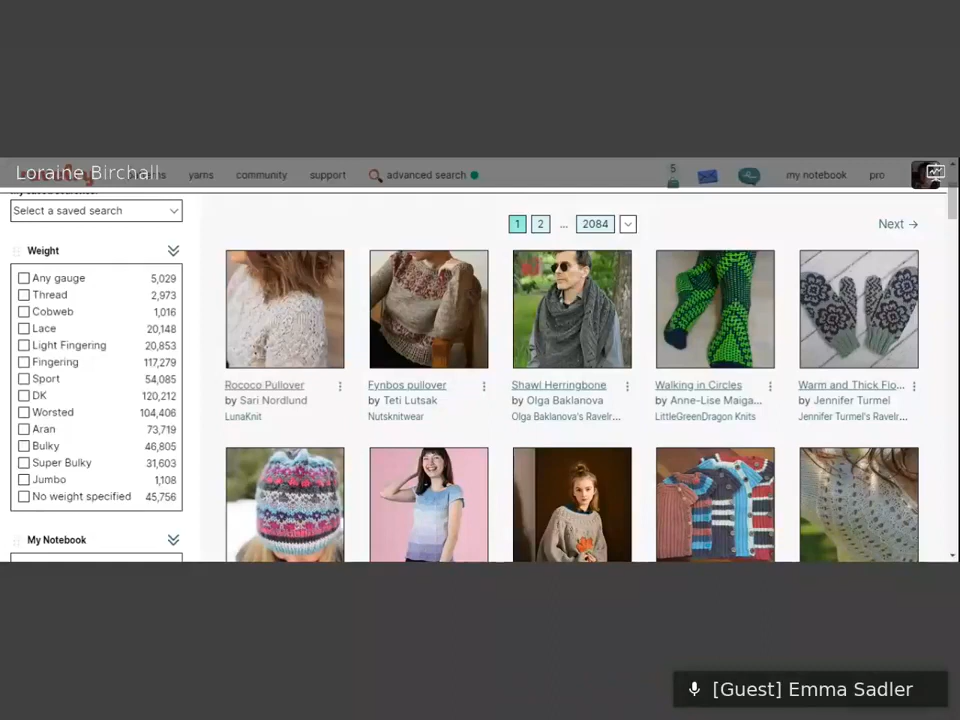 Loraine Birchall
yarns
community
support
advanced search
5
my notebook
pro
Select a saved search
1
2
...
2084
Next →
Weight
Any gauge 5,029
Thread 2,973
Cobweb 1,016
Lace 20,148
Light Fingering 20,853
Fingering 117,279
Sport 54,085
DK 120,212
Worsted 104,406
Aran 73,719
Bulky 46,805
Super Bulky 31,603
Jumbo 1,108
No weight specified 45,756
My Notebook
Rococo Pullover
by Sari Nordlund
LunaKnit
Fynbos pullover
by Teti Lutsak
Nutsknitwear
Shawl Herringbone
by Olga Baklanova
Olga Baklanova's Ravelr...
Walking in Circles
by Anne-Lise Maiga...
LittleGreenDragon Knits
Warm and Thick Flo...
by Jennifer Turmel
Jennifer Turmel's Ravelr...
[Guest] Emma Sadler